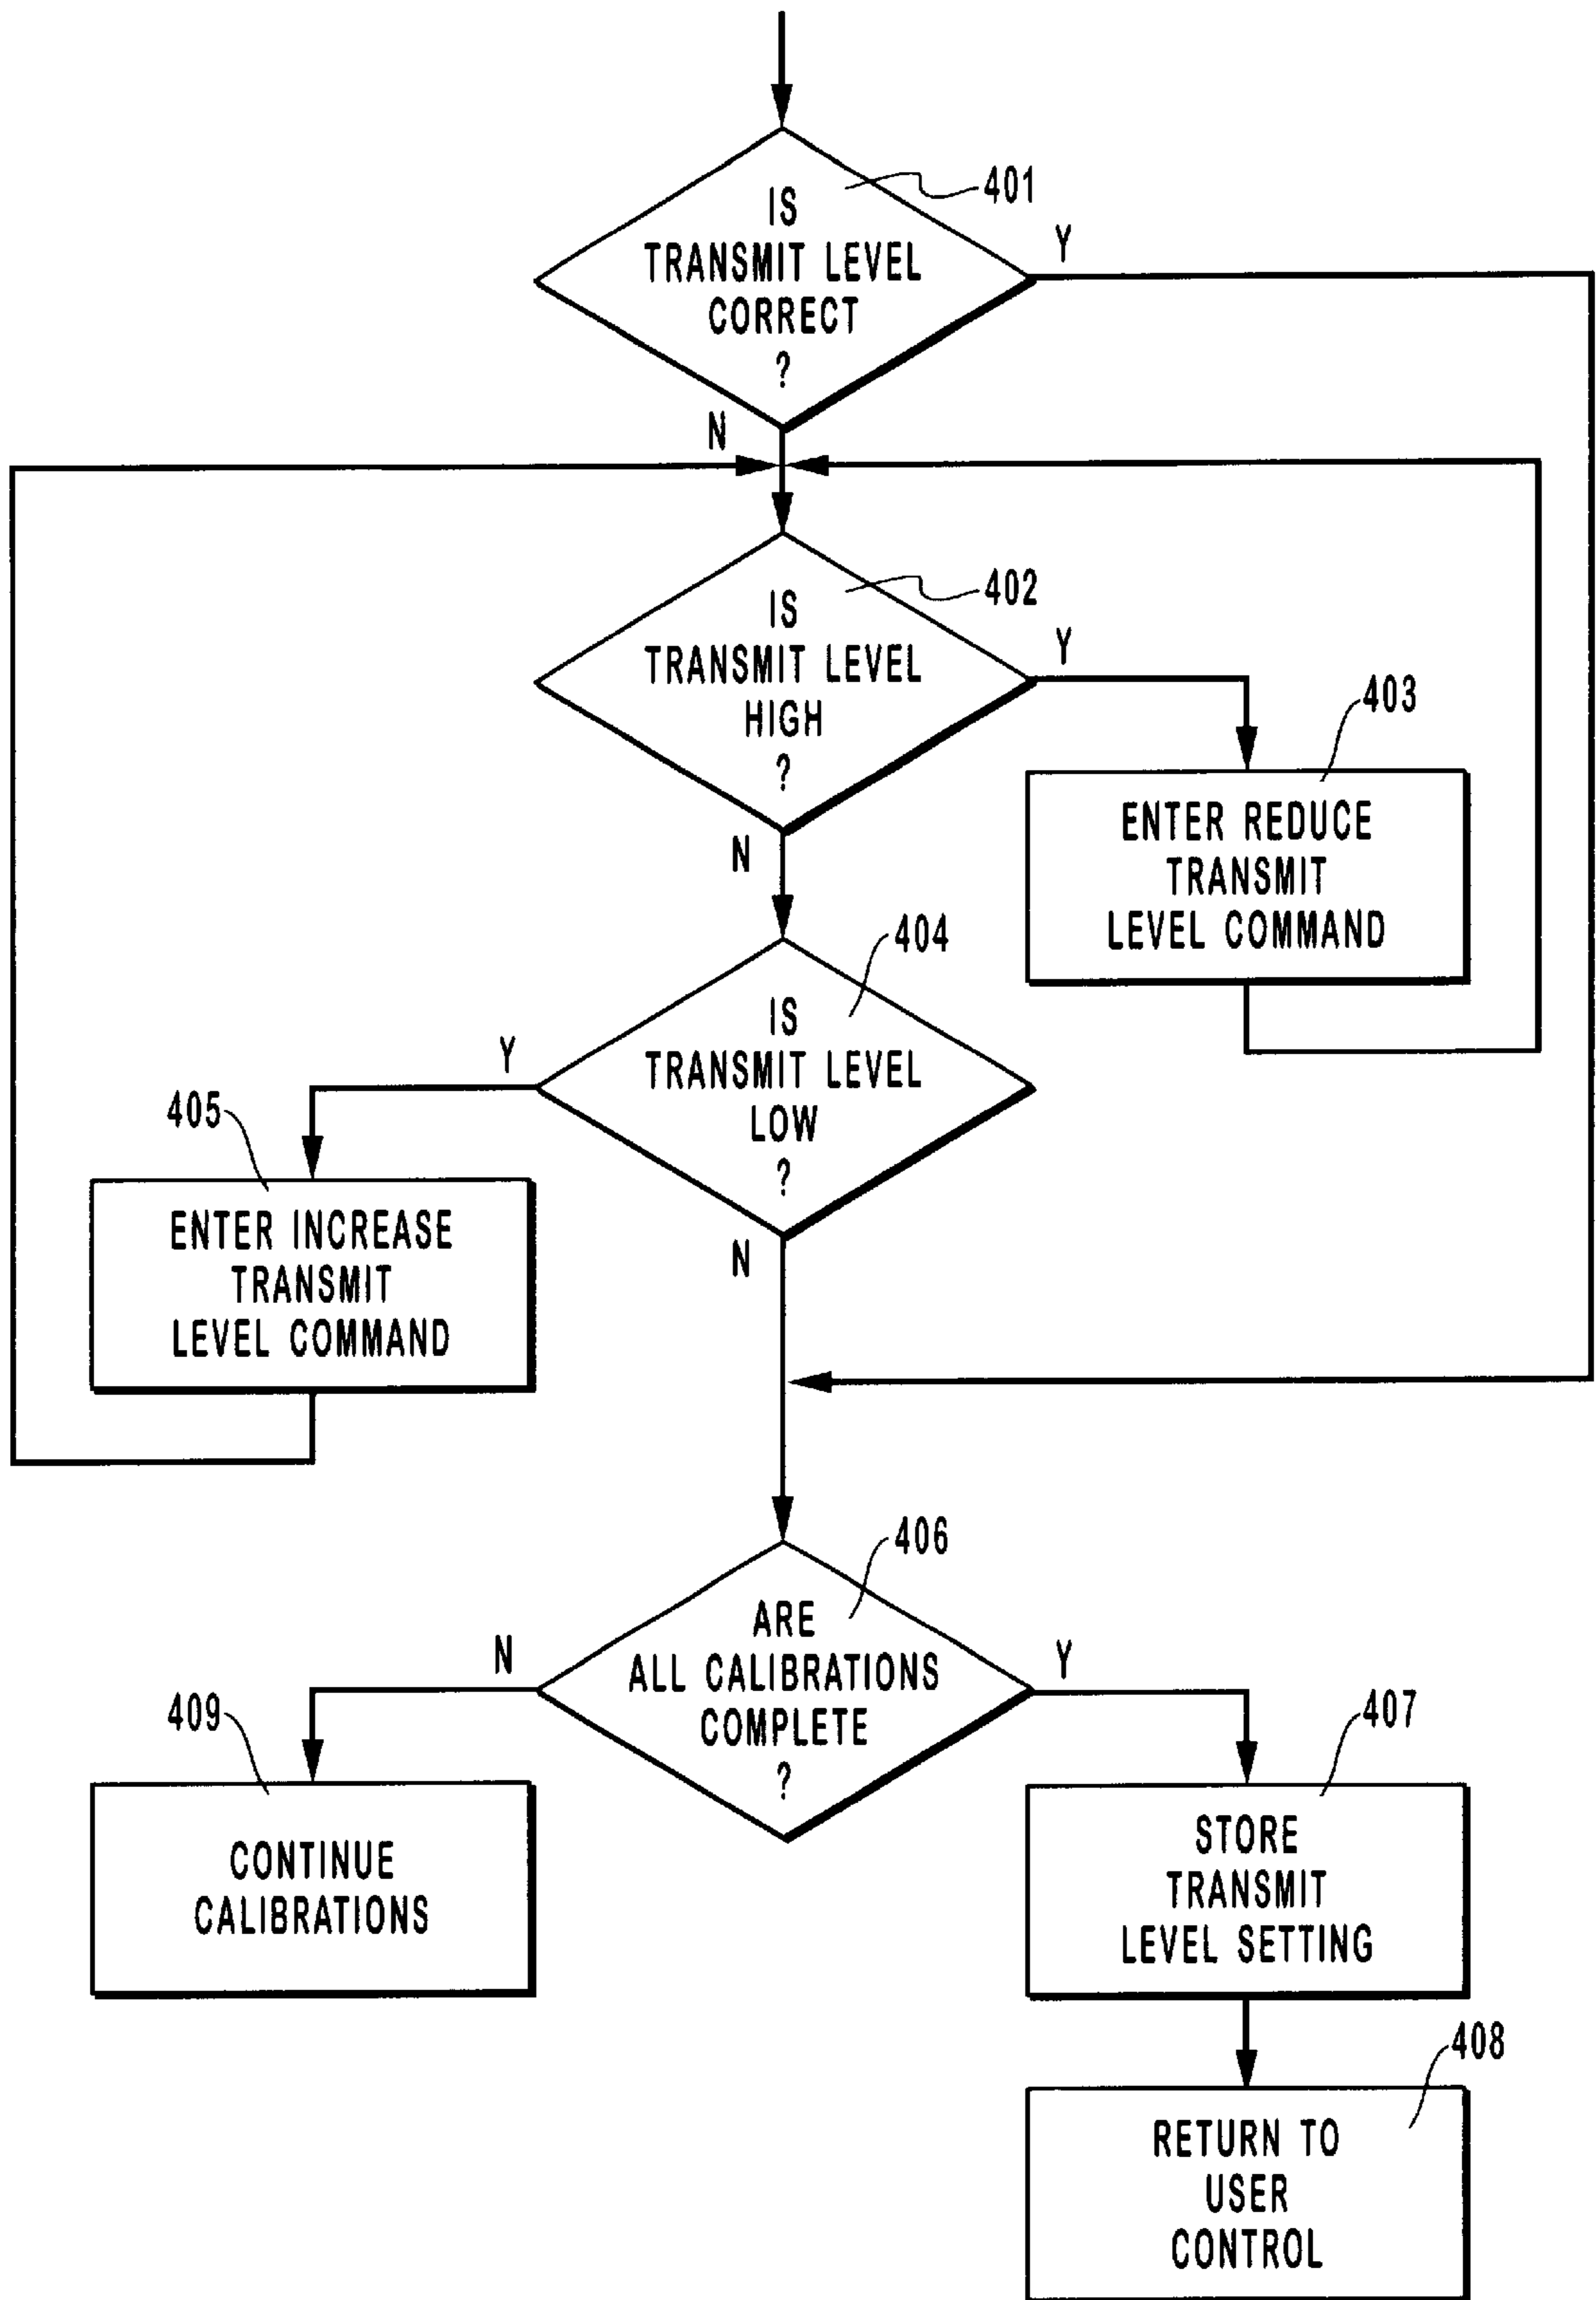 401
IS
TRANSMIT LEVEL
CORRECT
?
Y
N
402
IS
TRANSMIT LEVEL
HIGH
?
Y
N
403
ENTER REDUCE
TRANSMIT
LEVEL COMMAND
404
IS
TRANSMIT LEVEL
LOW
?
Y
N
405
ENTER INCREASE
TRANSMIT
LEVEL COMMAND
406
ARE
ALL CALIBRATIONS
COMPLETE
?
N
Y
409
CONTINUE
CALIBRATIONS
407
STORE
TRANSMIT
LEVEL SETTING
408
RETURN TO
USER
CONTROL